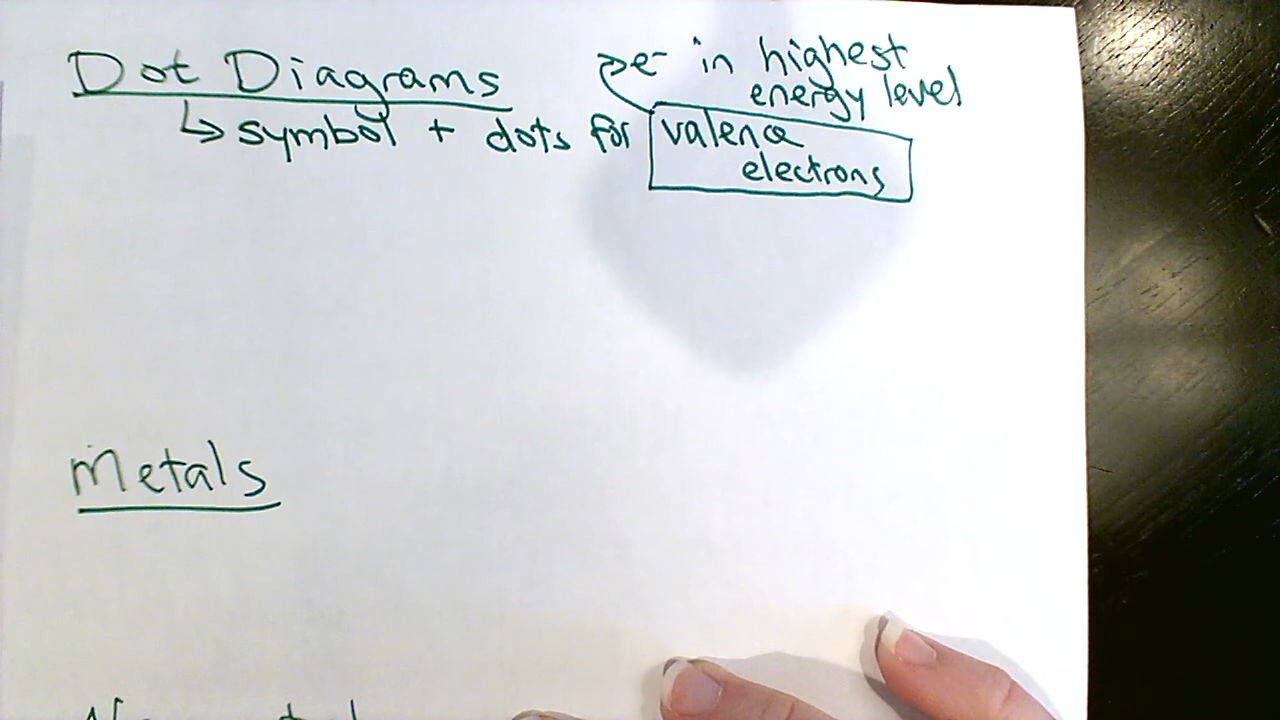 Dot Diagrams
e- in highest
energy level
↳ symbol + dots for valence
electrons
Metals